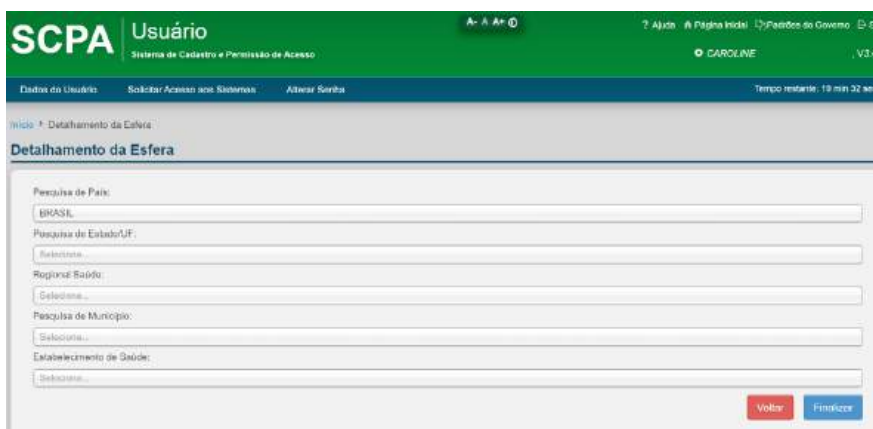 SCPA
Usuário
Sistema de Cadastro e Permissão de Acesso
A- A A+
? Ajuda Página Inicial Padrões do Governo
CAROLINE
Dados do Usuário Solicitar Acesso aos Sistemas Alterar Senha
Tempo restante: 19 min 32 se
Início Detalhamento da Esfera
Detalhamento da Esfera
Pesquisa de País:
BRASIL
Pesquisa de Estado/UF:
Selecione...
Regional Saúde:
Selecione...
Pesquisa de Município:
Selecione...
Estabelecimento de Saúde:
Selecione...
Voltar Finalizar